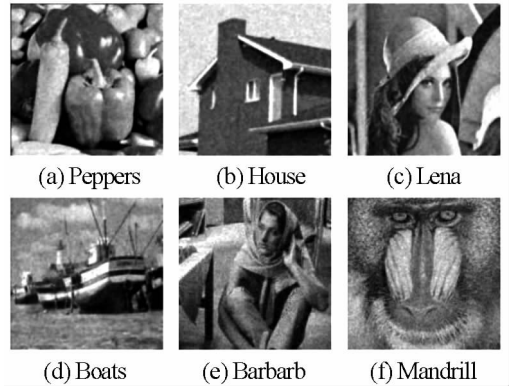 (a) Peppers
(b) House
(c) Lena
(d) Boats
(e) Barbarb
(f) Mandrill